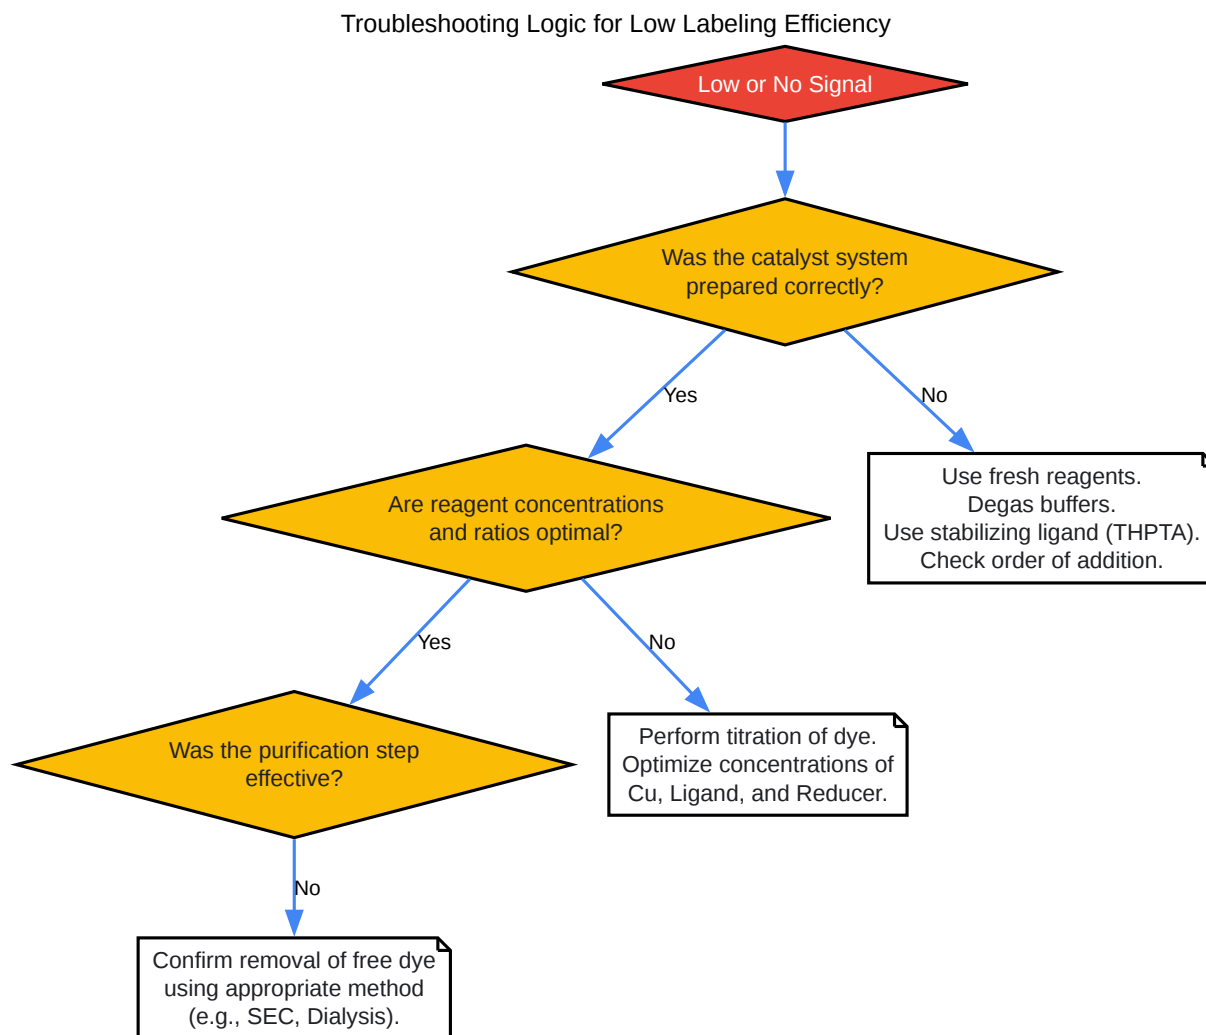 Troubleshooting Logic for Low Labeling Efficiency
Low or No Signal
Was the catalyst system
prepared correctly?
Yes
No
Are reagent concentrations
and ratios optimal?
Use fresh reagents.
Degas buffers.
Use stabilizing ligand (THPTA).
Check order of addition.
Yes
No
Was the purification step
effective?
Perform titration of dye.
Optimize concentrations of
Cu, Ligand, and Reducer.
No
Confirm removal of free dye
using appropriate method
(e.g., SEC, Dialysis).